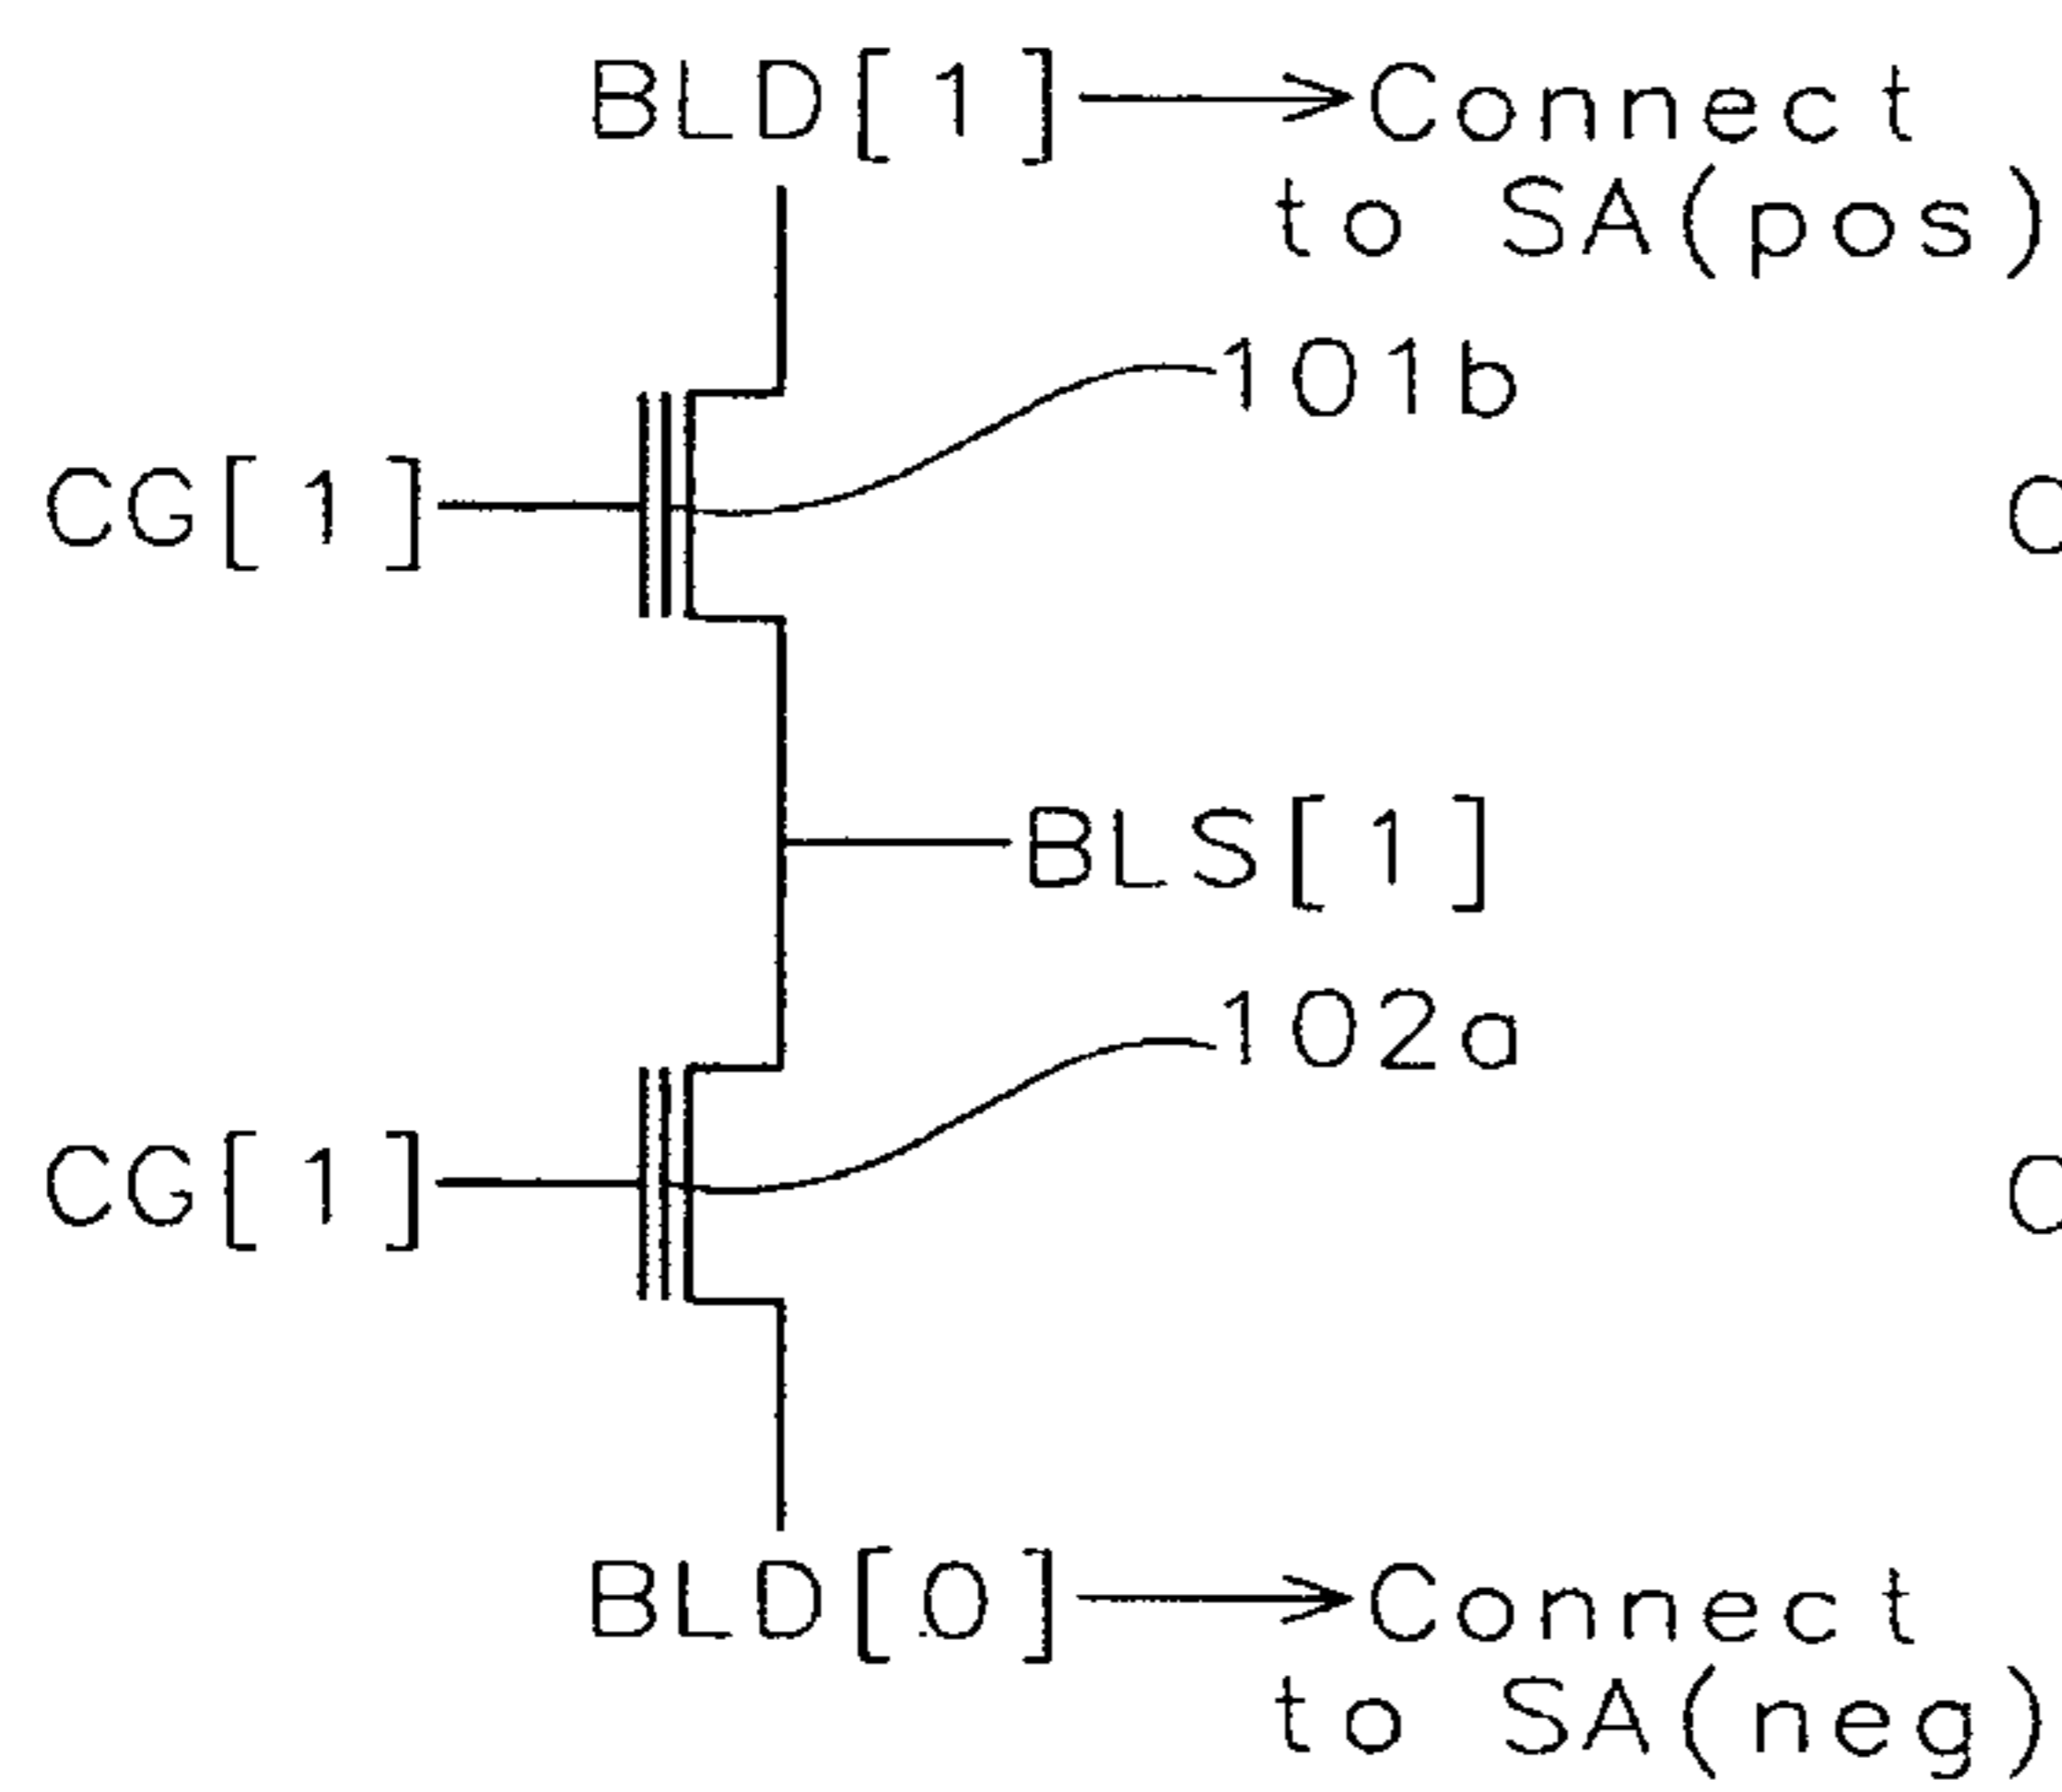 BLD[1] Connect
to SA(pos)
101b
CG[1]
BLS[1]
102a
CG[1]
BLD[0] Connect
to SA(neg)